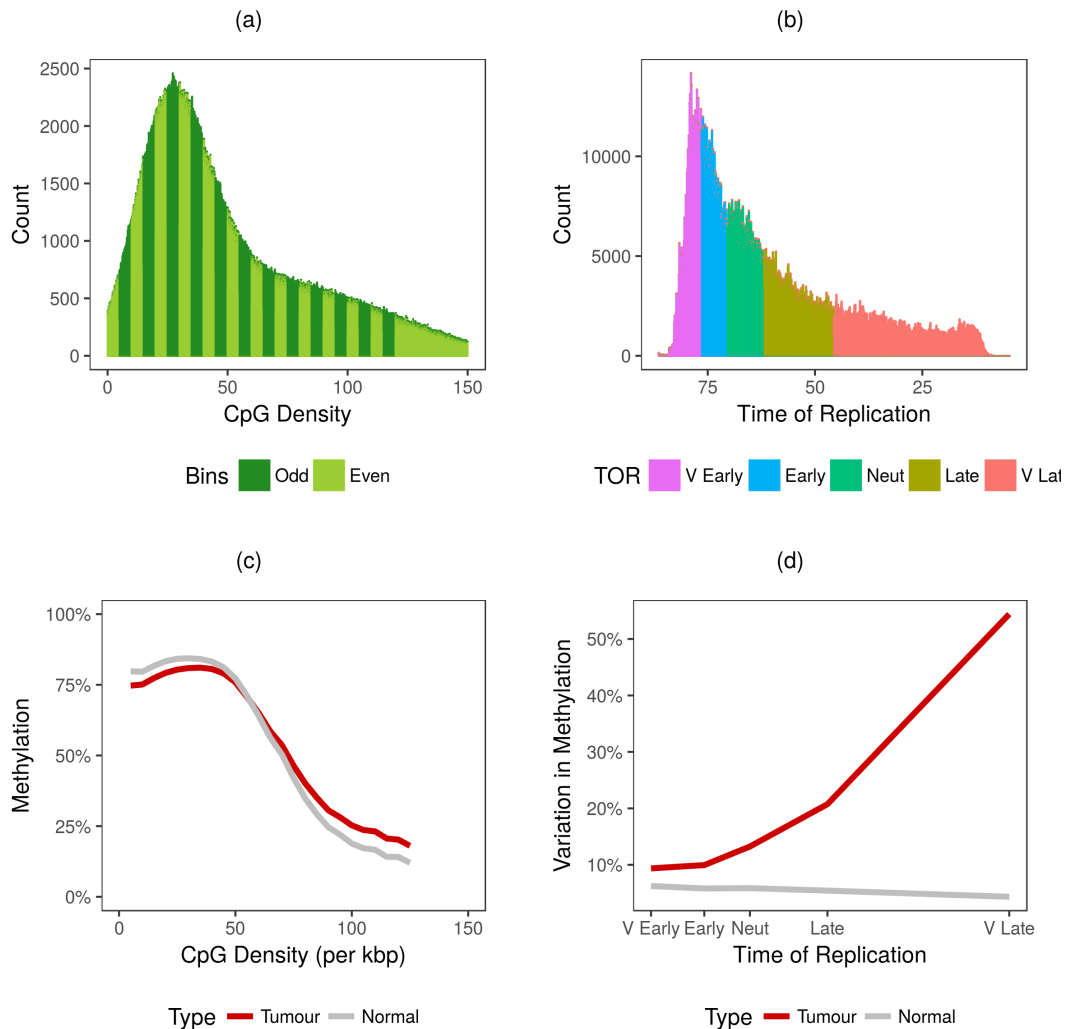 (a)
(b)
2500
2000
1500
1000
500
0
Count
0 50 100 150
CpG Density
Bins Odd Even
10000
5000
0
Count
75 50 25
Time of Replication
TOR V Early Early Neut Late V Lat
(c)
(d)
100%
75%
50%
25%
0%
Methylation
0 50 100 150
CpG Density (per kbp)
Type Tumour Normal
50%
40%
30%
20%
10%
Variation in Methylation
V Early Early Neut Late V Late
Time of Replication
Type Tumour Normal